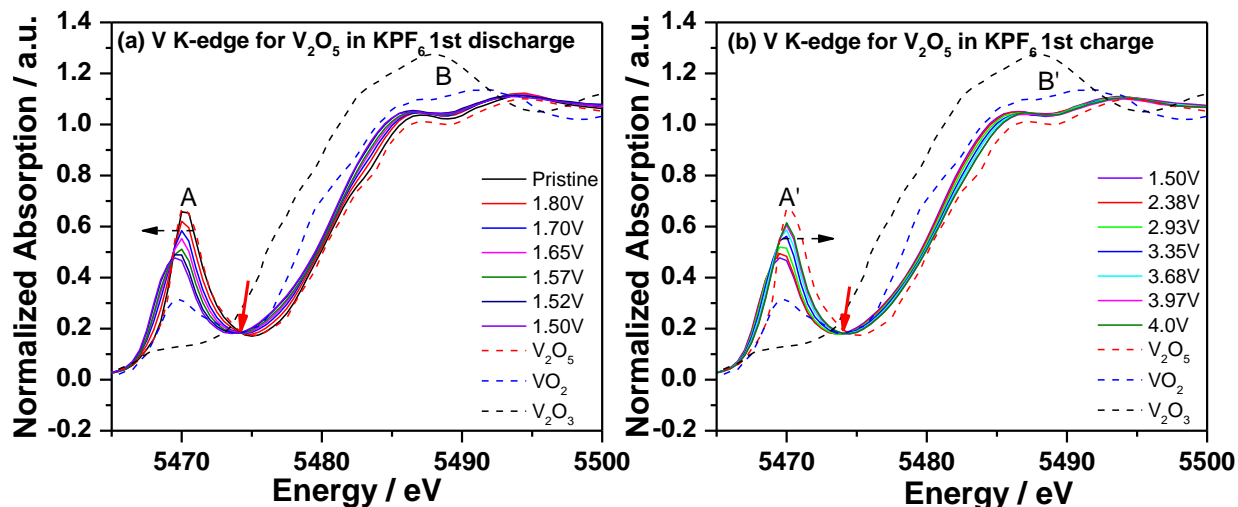 (a) V K-edge for V₂O₅ in KPF₆ 1st discharge
Normalized Absorption / a.u.
1.4
1.2
1.0
0.8
0.6
0.4
0.2
0.0
-0.2
A
B
Pristine
1.80V
1.70V
1.65V
1.57V
1.52V
1.50V
V₂O₅
VO₂
V₂O₃
5470
5480
5490
5500
Energy / eV
(b) V K-edge for V₂O₅ in KPF₆ 1st charge
Normalized Absorption / a.u.
1.4
1.2
1.0
0.8
0.6
0.4
0.2
0.0
-0.2
A'
B'
1.50V
2.38V
2.93V
3.35V
3.68V
3.97V
4.0V
V₂O₅
VO₂
V₂O₃
5470
5480
5490
5500
Energy / eV